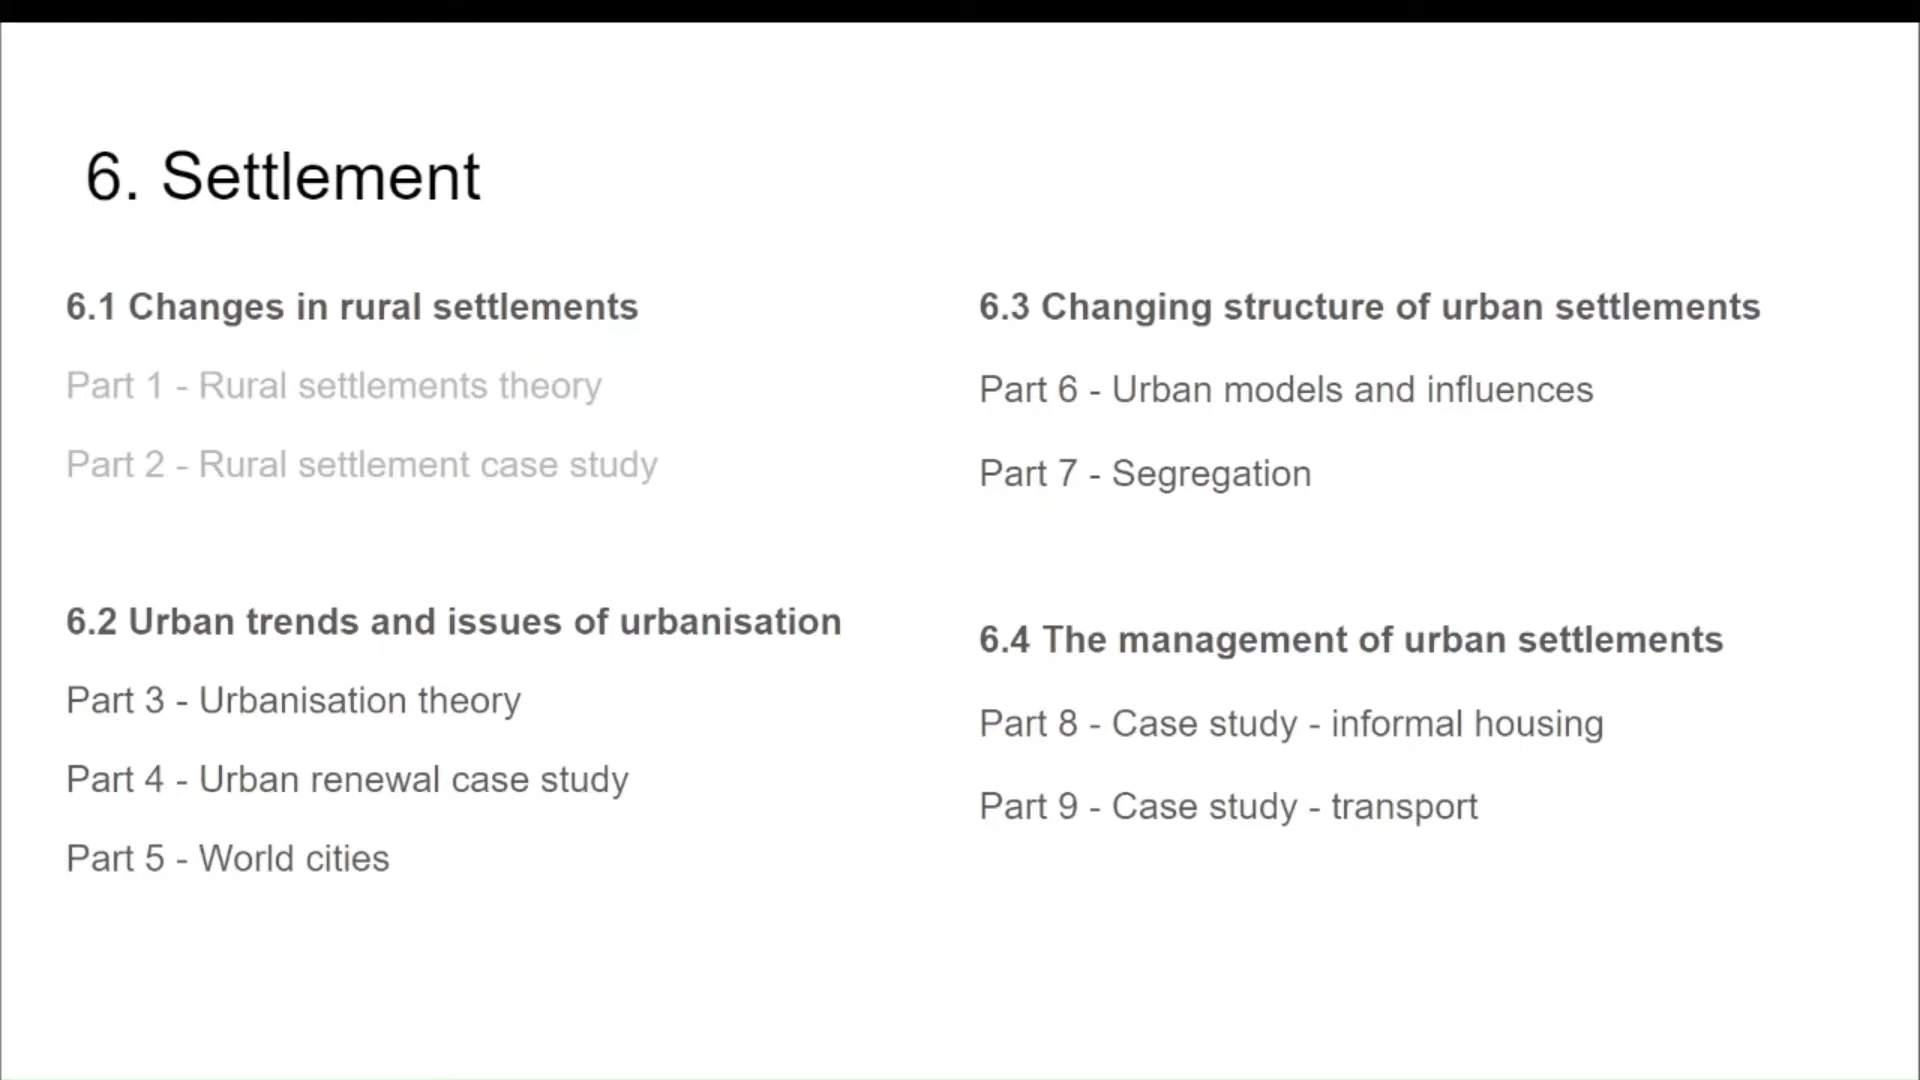 6. Settlement
6.1 Changes in rural settlements
Part 1 - Rural settlements theory
Part 2 - Rural settlement case study
6.2 Urban trends and issues of urbanisation
Part 3 - Urbanisation theory
Part 4 - Urban renewal case study
Part 5 - World cities
6.3 Changing structure of urban settlements
Part 6 - Urban models and influences
Part 7 - Segregation
6.4 The management of urban settlements
Part 8 - Case study - informal housing
Part 9 - Case study - transport